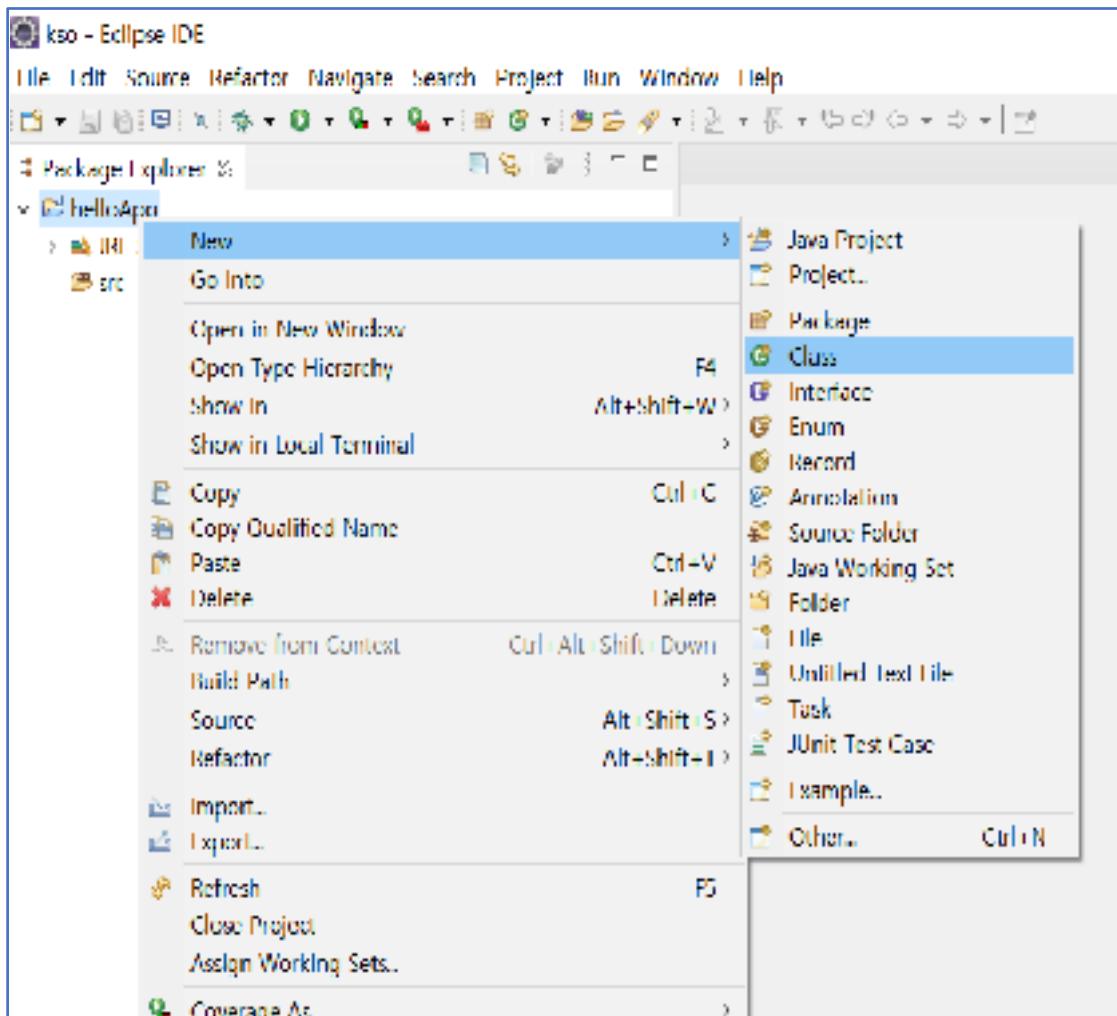 kso - Eclipse IDE
File Edit Source Refactor Navigate Search Project Run Window Help
Package Explorer
helloApp
src
New
Go Into
Open in New Window
Open Type Hierarchy F4
Show In Alt+Shift+W
Show in Local Terminal
Copy Ctrl+C
Copy Qualified Name
Paste Ctrl+V
Delete Delete
Remove from Context Ctrl+Alt+Shift+Down
Build Path
Source Alt+Shift+S
Refactor Alt+Shift+T
Import...
Export...
Refresh F5
Close Project
Assign Working Sets...
Coverage As
Java Project
Project...
Package
Class
Interface
Enum
Record
Annotation
Source Folder
Java Working Set
Folder
File
Untitled Text File
Task
JUnit Test Case
Example...
Other... Ctrl+N